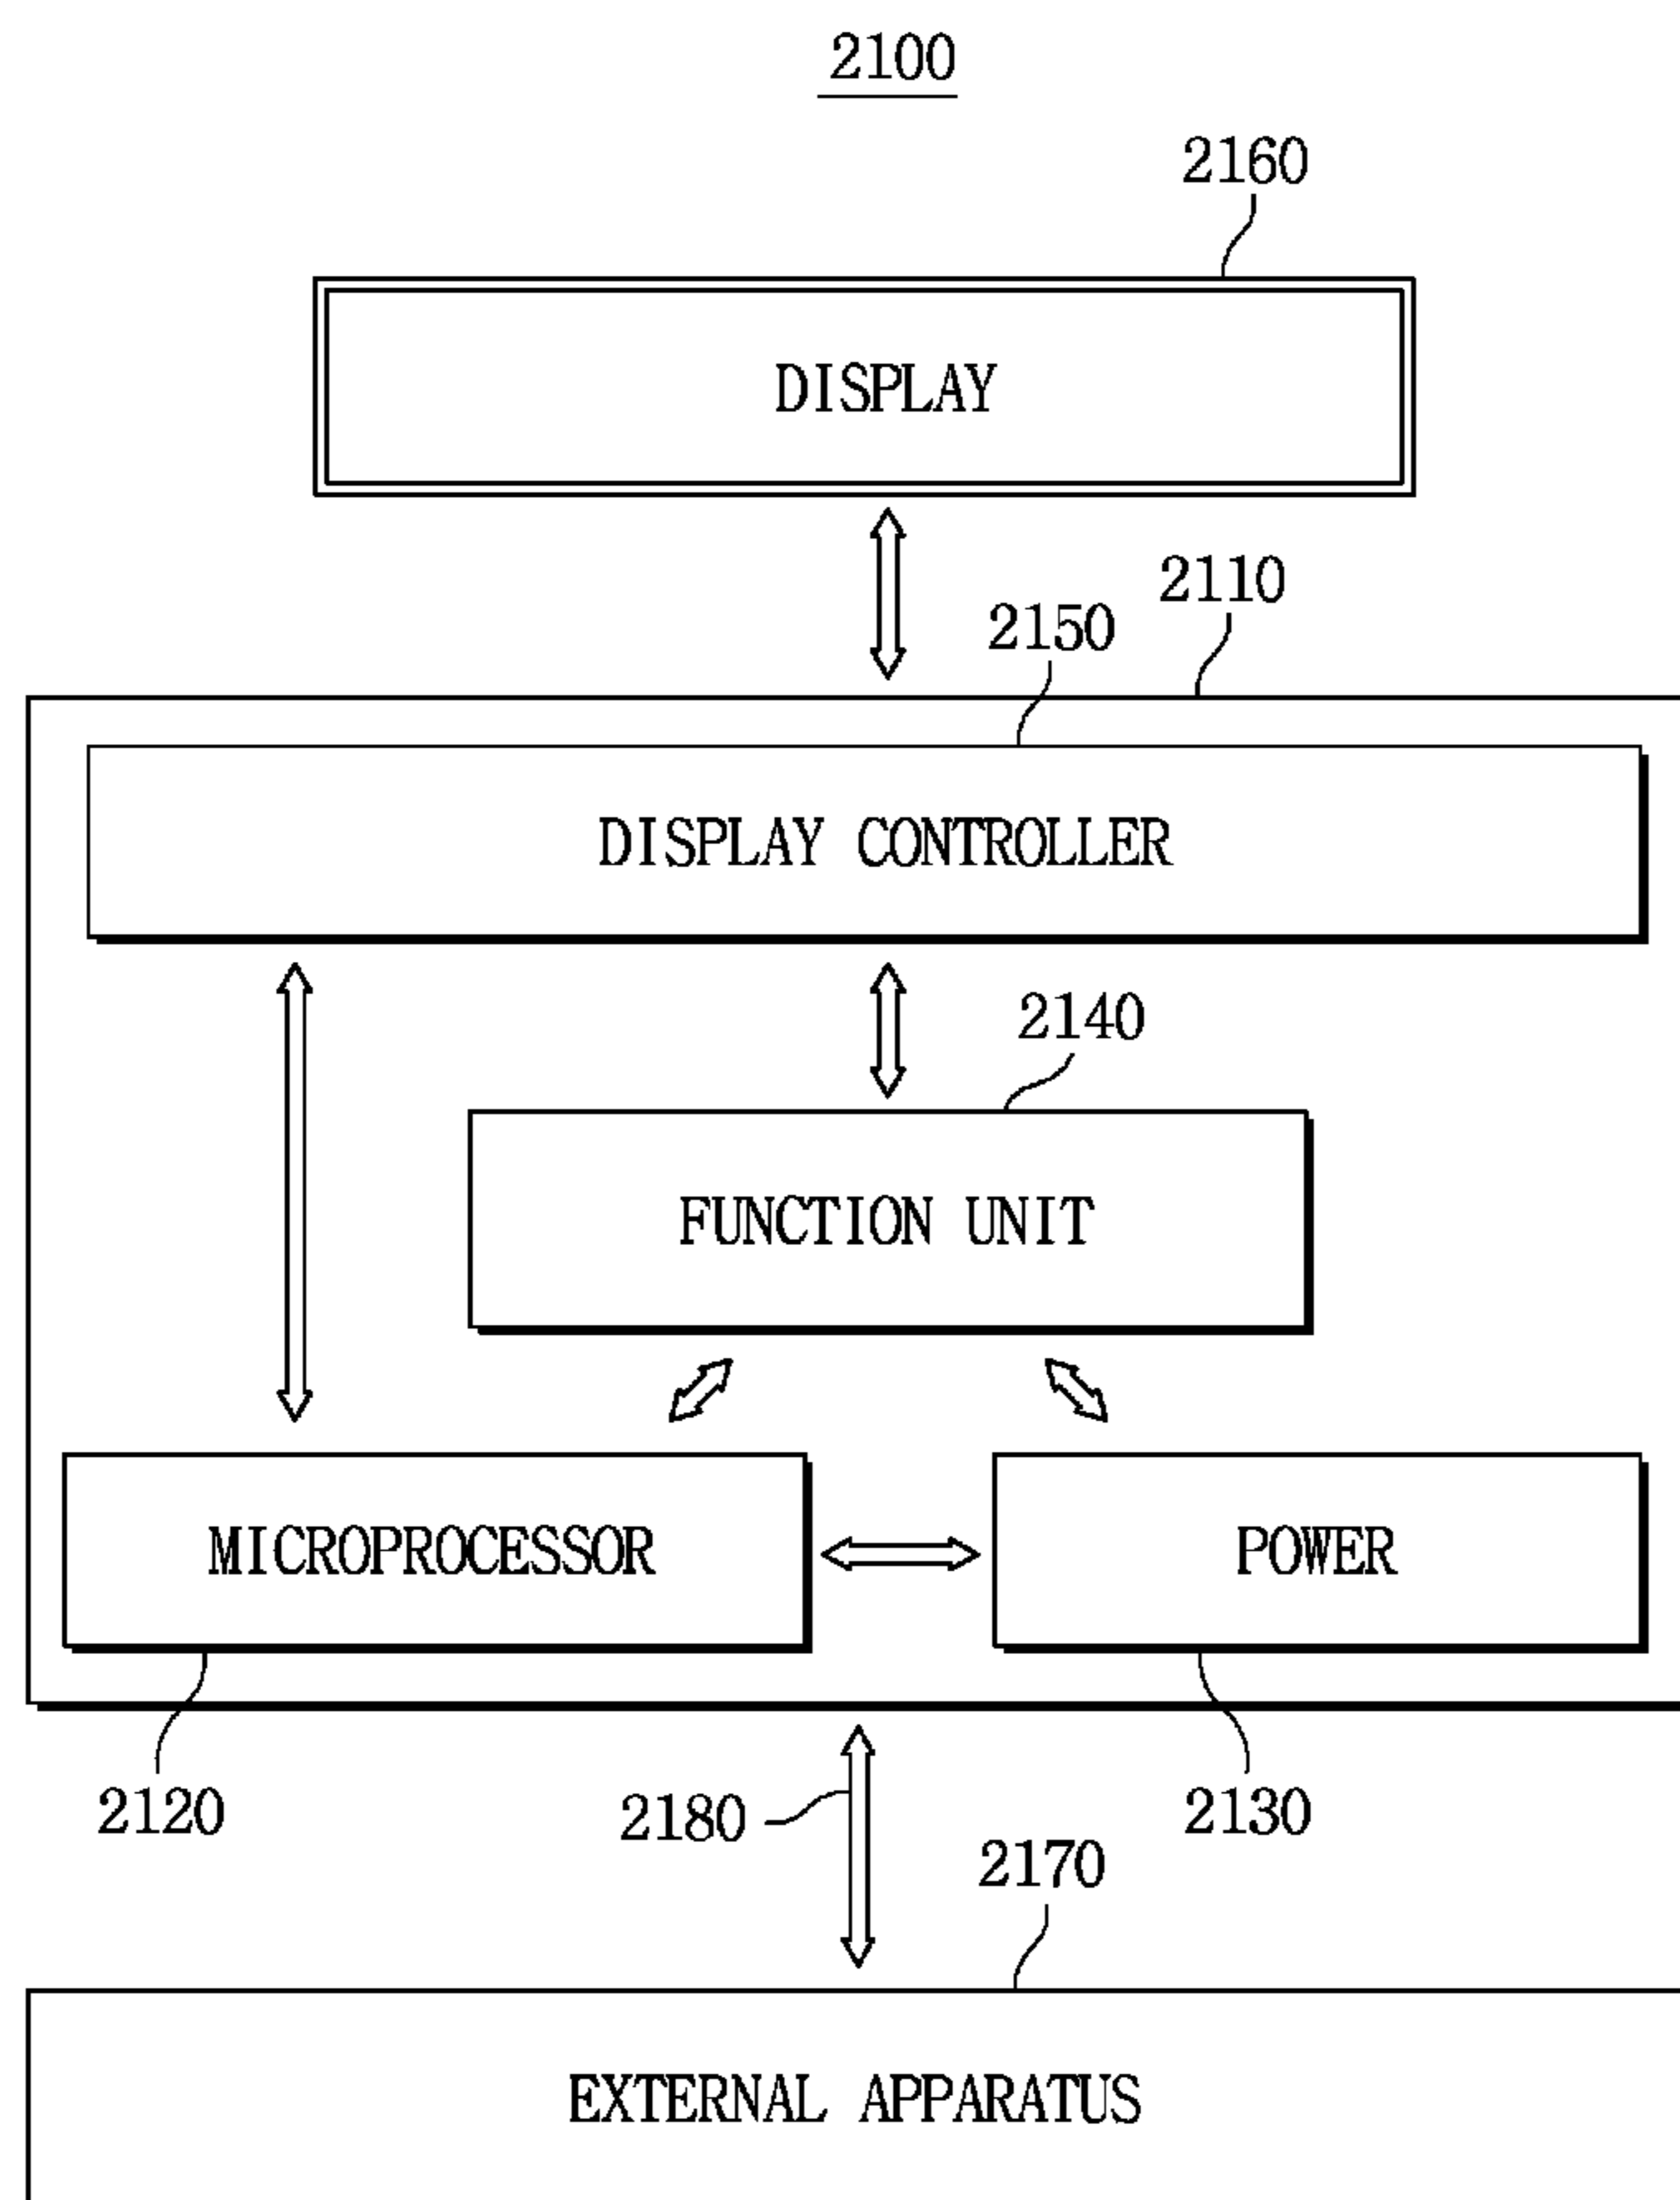 2100
2160
DISPLAY
2110
2150
DISPLAY CONTROLLER
2140
FUNCTION UNIT
MICROPROCESSOR
POWER
2120
2180
2130
2170
EXTERNAL APPARATUS